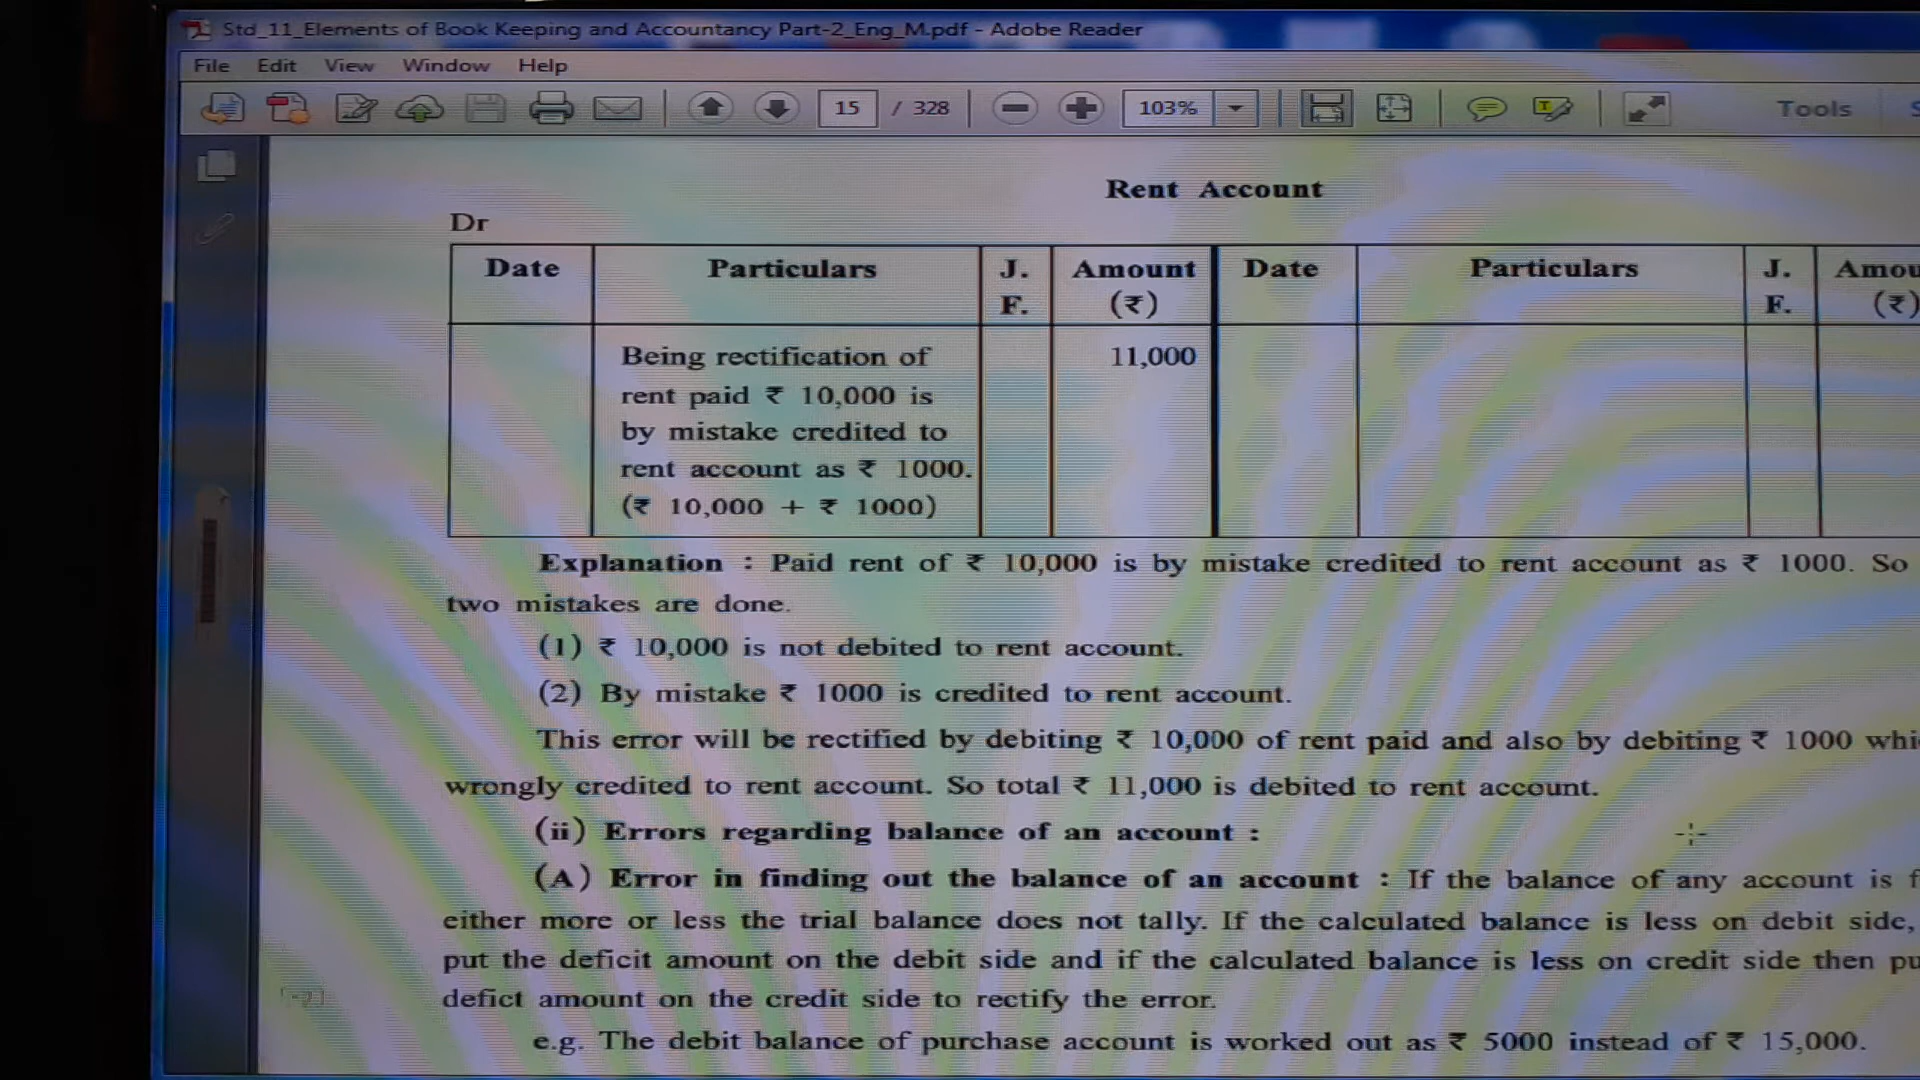 Std_11_Elements of Book Keeping and Accountancy Part-2_Eng_M.pdf - Adobe Reader
File Edit View Window Help
15 / 328 103% Tools
Rent Account
Dr
Date Particulars J. F. Amount (₹) Date Particulars J. F. (₹)
Being rectification of 11,000
rent paid ₹ 10,000 is
by mistake credited to
rent account as ₹ 1000.
(₹ 10,000 + ₹ 1000)
Explanation : Paid rent of ₹ 10,000 is by mistake credited to rent account as ₹ 1000. So
two mistakes are done.
(1) ₹ 10,000 is not debited to rent account.
(2) By mistake ₹ 1000 is credited to rent account.
This error will be rectified by debiting ₹ 10,000 of rent paid and also by debiting ₹ 1000
wrongly credited to rent account. So total ₹ 11,000 is debited to rent account.
(ii) Errors regarding balance of an account :
(A) Error in finding out the balance of an account : If the balance of any account is
either more or less the trial balance does not tally. If the calculated balance is less on debit side,
put the deficit amount on the debit side and if the calculated balance is less on credit side then
defict amount on the credit side to rectify the error.
e.g. The debit balance of purchase account is worked out as ₹ 5000 instead of ₹ 15,000.